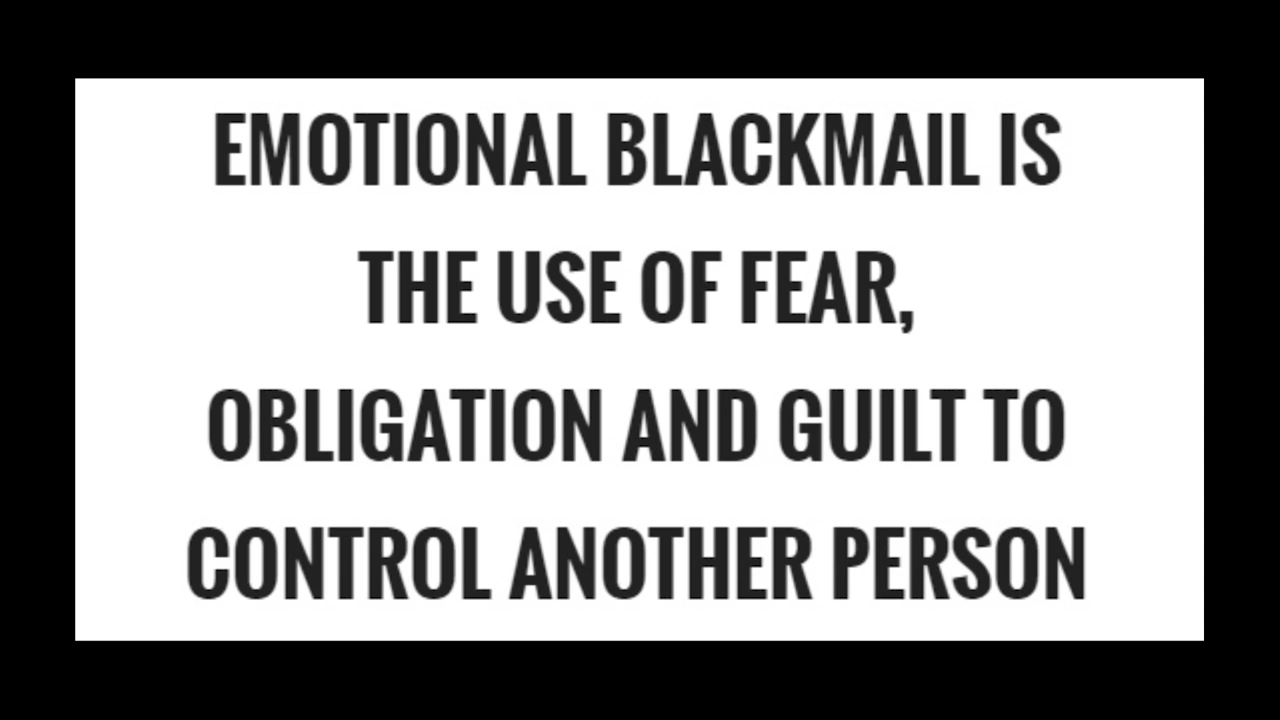 EMOTIONAL BLACKMAIL IS
THE USE OF FEAR,
OBLIGATION AND GUILT TO
CONTROL ANOTHER PERSON